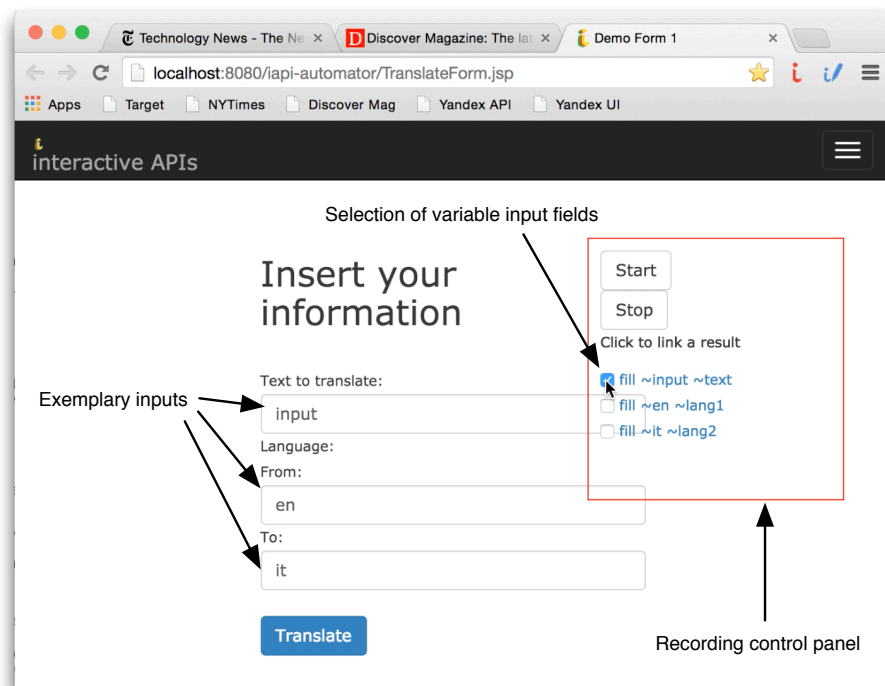 Technology News - The Ne
Discover Magazine: The lat
Demo Form 1
localhost:8080/iapi-automator/TranslateForm.jsp
Apps
Target
NYTimes
Discover Mag
Yandex API
Yandex UI
interactive APIs
Selection of variable input fields
Insert your
information
Start
Stop
Click to link a result
fill ~input ~text
fill ~en ~lang1
fill ~it ~lang2
Exemplary inputs
Text to translate:
input
Language:
From:
en
To:
it
Translate
Recording control panel